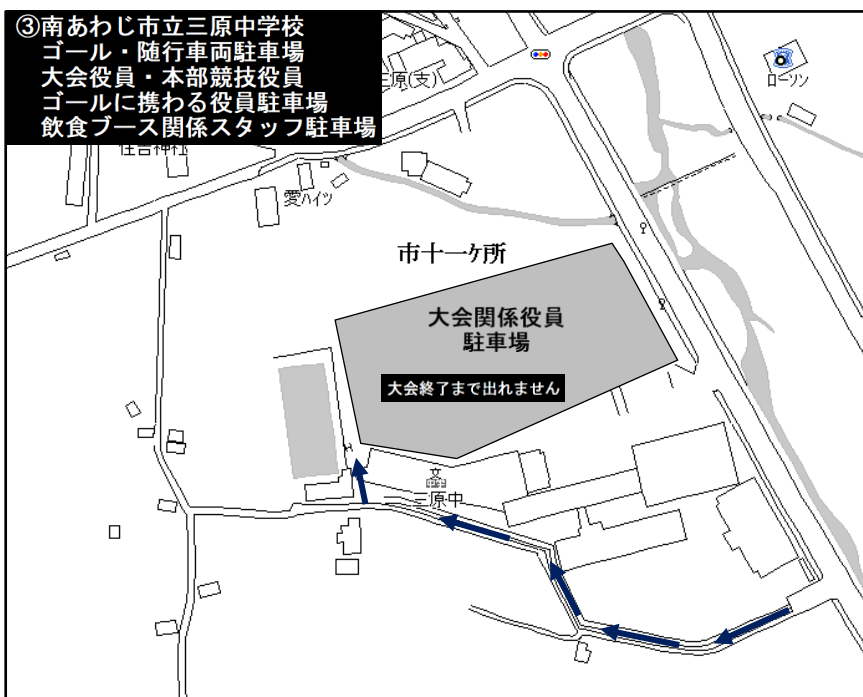 ③南あわじ市立三原中学校
ゴール・随行車両駐車場
大会役員・本部競技役員
ゴールに携わる役員駐車場
飲食ブース関係スタッフ駐車場
三原(支)
ローソン
住吉神社
愛ハイツ
市十一ケ所
大会関係役員
駐車場
大会終了まで出れません
文
三原中